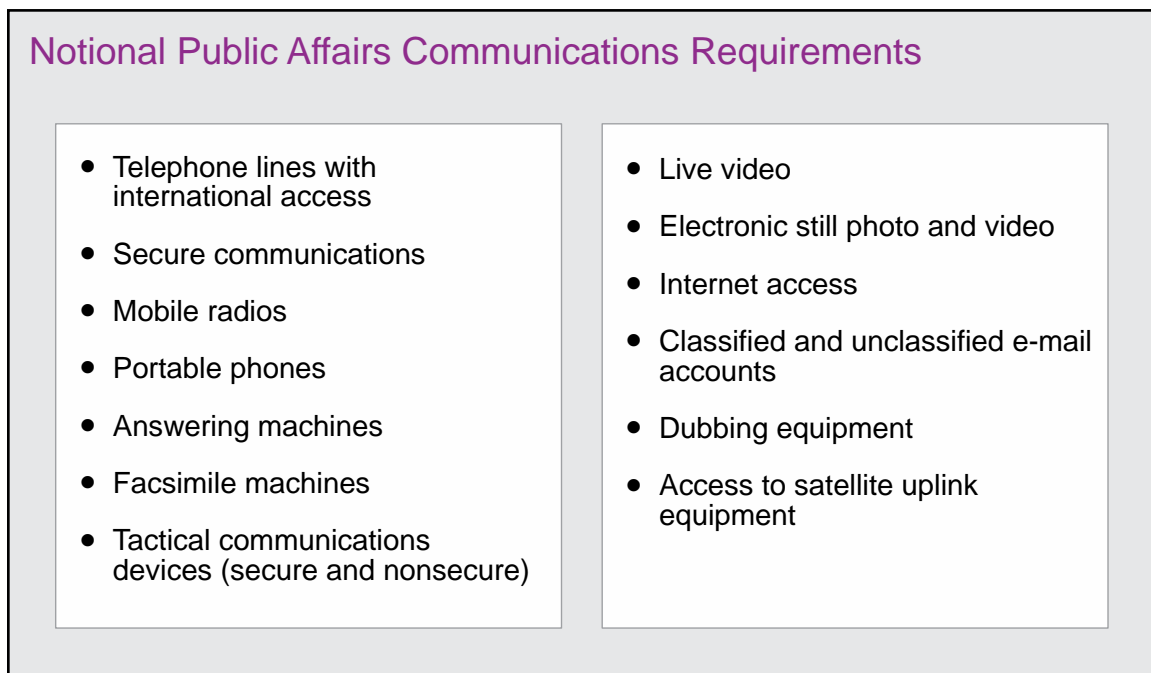 Notional Public Affairs Communications Requirements
• Telephone lines with
international access
• Secure communications
• Mobile radios
• Portable phones
• Answering machines
• Facsimile machines
• Tactical communications
devices (secure and nonsecure)
• Live video
• Electronic still photo and video
• Internet access
• Classified and unclassified e-mail
accounts
• Dubbing equipment
• Access to satellite uplink
equipment